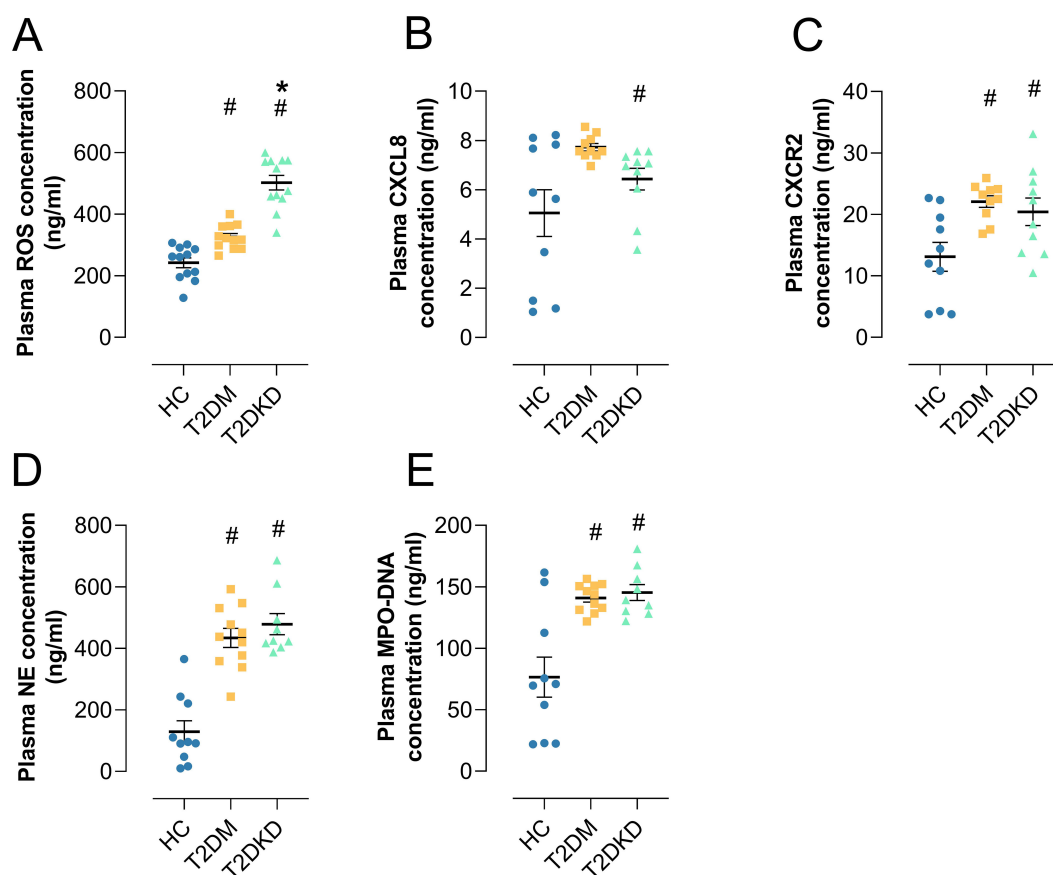 A
Plasma ROS concentration
(ng/ml)
800
600
400
200
0
#
*
#
HC
T2DM
T2DKD
B
Plasma CXCL8
concentration (ng/ml)
10
8
6
4
2
0
#
HC
T2DM
T2DKD
C
Plasma CXCR2
concentration (ng/ml)
40
30
20
10
0
#
#
HC
T2DM
T2DKD
D
Plasma NE concentration
(ng/ml)
800
600
400
200
0
#
#
HC
T2DM
T2DKD
E
Plasma MPO-DNA
concentration (ng/ml)
200
150
100
50
0
#
#
HC
T2DM
T2DKD